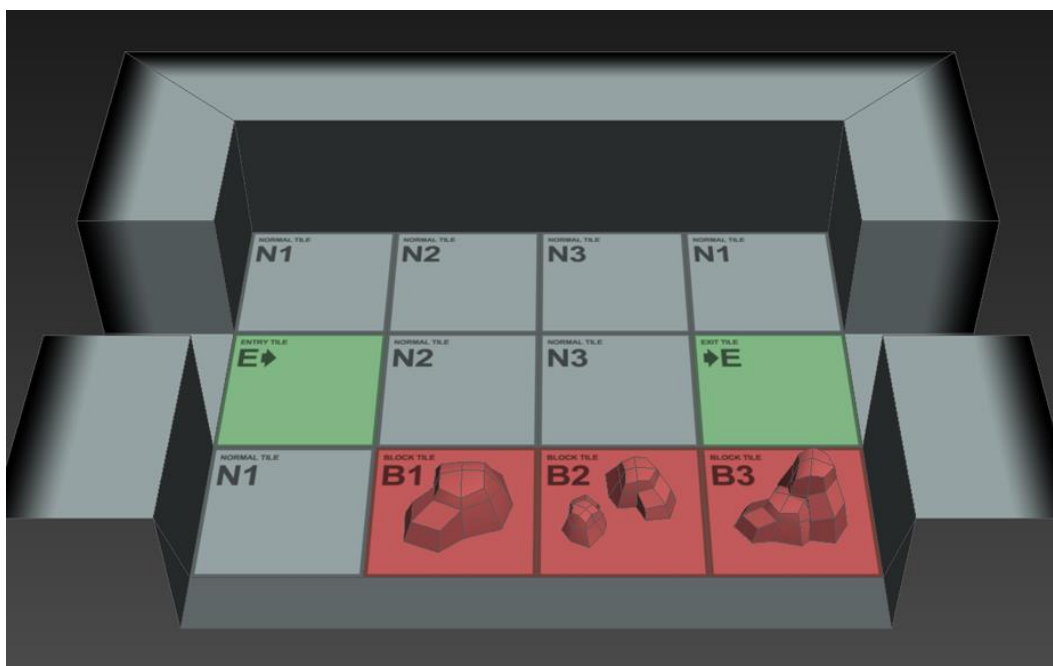 NORMAL TILE
N1
NORMAL TILE
N2
NORMAL TILE
N3
NORMAL TILE
N1
ENTRY TILE
E➧
NORMAL TILE
N2
NORMAL TILE
N3
EXIT TILE
➧E
NORMAL TILE
N1
BLOCK TILE
B1
BLOCK TILE
B2
BLOCK TILE
B3